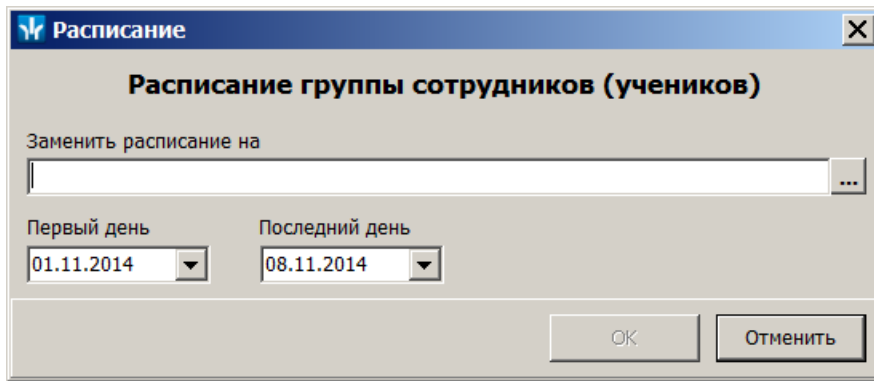 Расписание
Расписание группы сотрудников (учеников)
Заменить расписание на
...
Первый день Последний день
01.11.2014 08.11.2014
OK Отменить